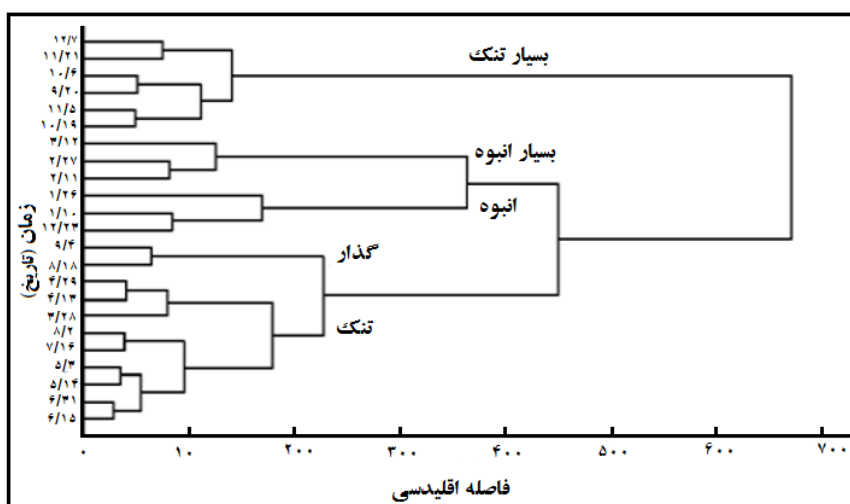 ۱۲/۷
۱۱/۲۱
۱۰/۶
۹/۲۰
۱۱/۵
۱۰/۱۹
۳/۱۲
۲/۲۷
۲/۱۱
۱/۲۶
۱/۱۰
۱۲/۲۳
۹/۴
۸/۱۸
۴/۲۹
۴/۱۳
۳/۲۸
۸/۲
۷/۱۶
۵/۳
۵/۱۴
۶/۳۱
۶/۱۵
زمان (تاریخ)
بسیار تنک
بسیار انبوه
انبوه
گذار
تنک
۰ ۱۰ ۲۰۰ ۳۰۰ ۴۰۰ ۵۰۰ ۶۰۰ ۷۰۰
فاصله اقلیدسی